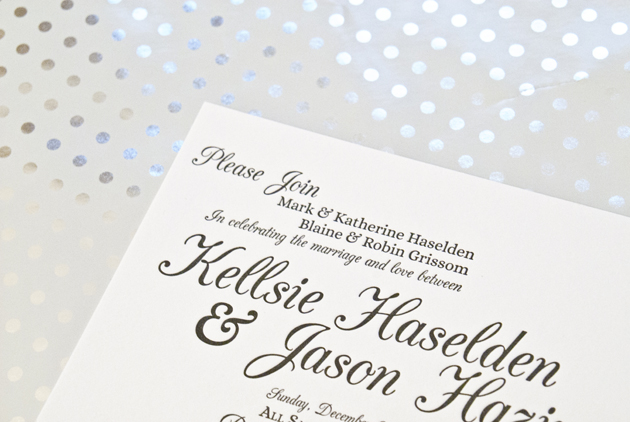 Please Join
Mark & Katherine Haselden
Blaine & Robin Grissom
In celebrating the marriage and love between
Kellsie Haselden
& Jason
Sunday,
All